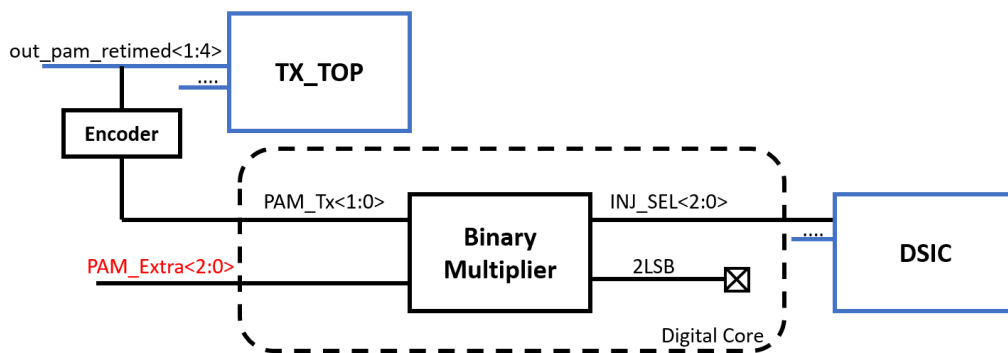 out_pam_retimed<1:4>
....
TX_TOP
Encoder
PAM_Tx<1:0>
INJ_SEL<2:0>
....
Binary
Multiplier
DSIC
PAM_Extra<2:0>
2LSB
Digital Core